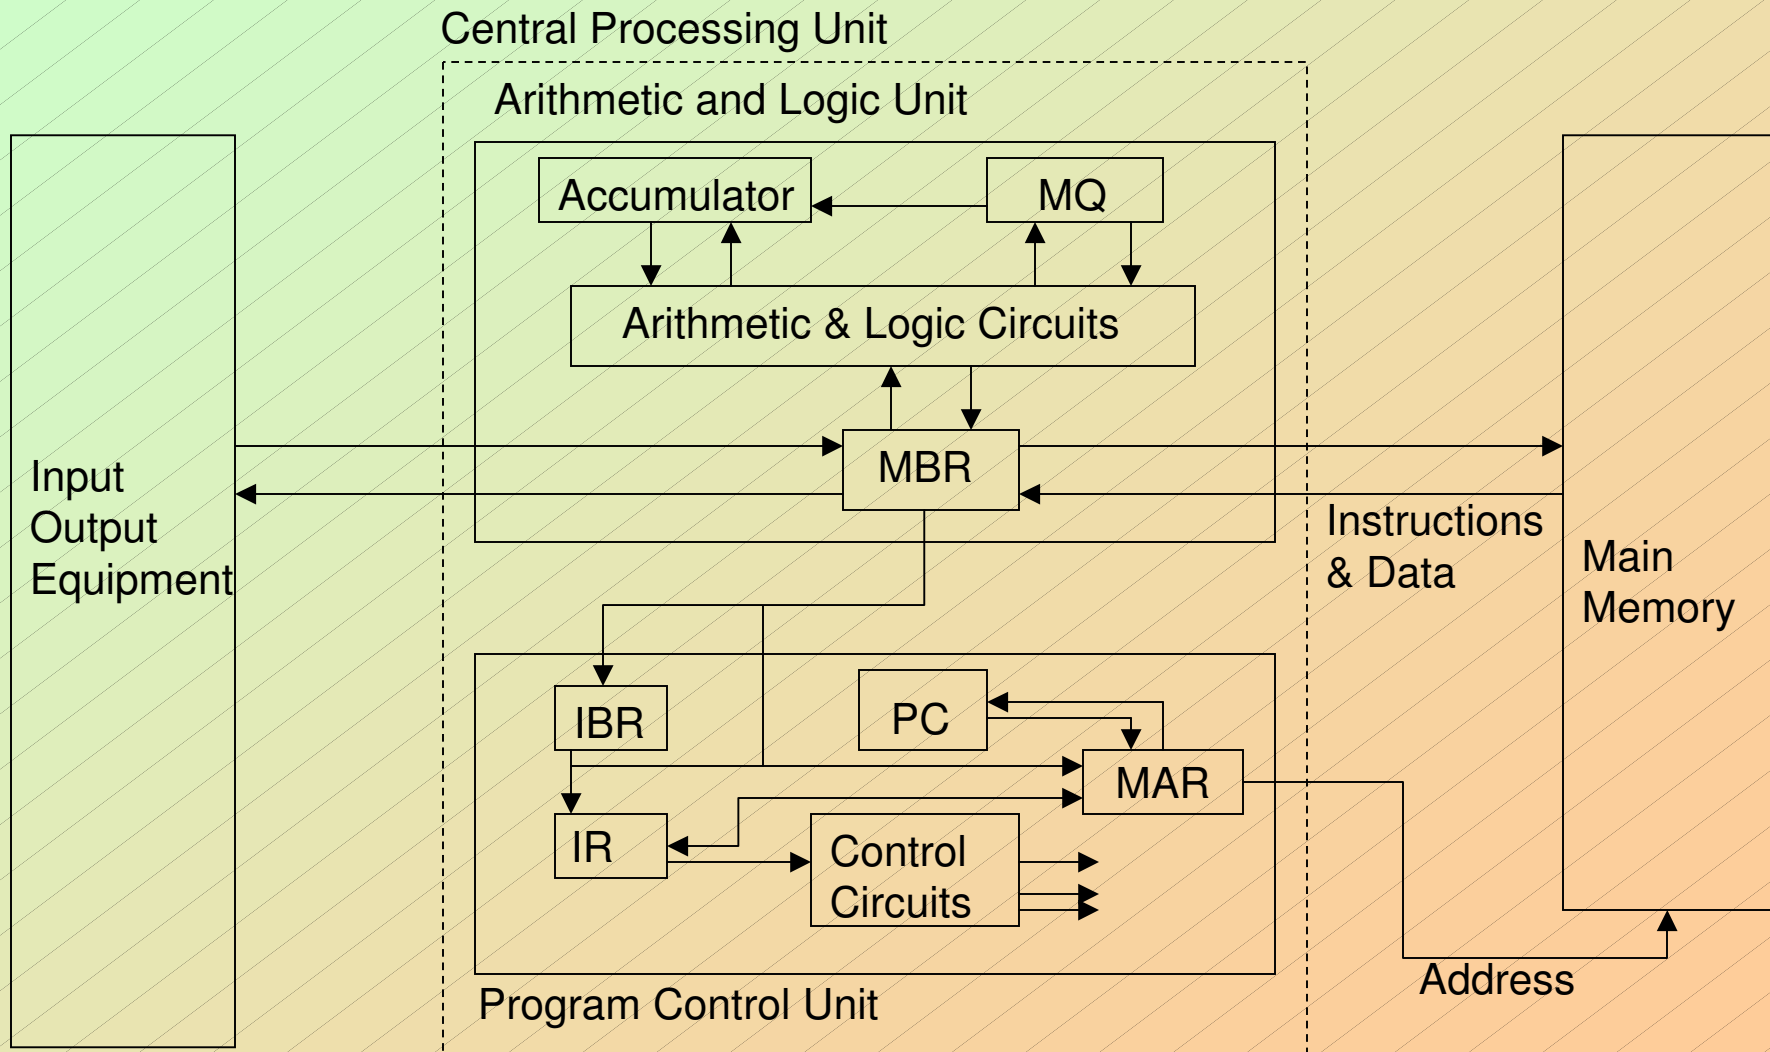 Central Processing Unit
Arithmetic and Logic Unit
Accumulator
MQ
Arithmetic & Logic Circuits
MBR
Input
Output
Equipment
Instructions
& Data
Main
Memory
IBR
PC
MAR
IR
Control
Circuits
Address
Program Control Unit